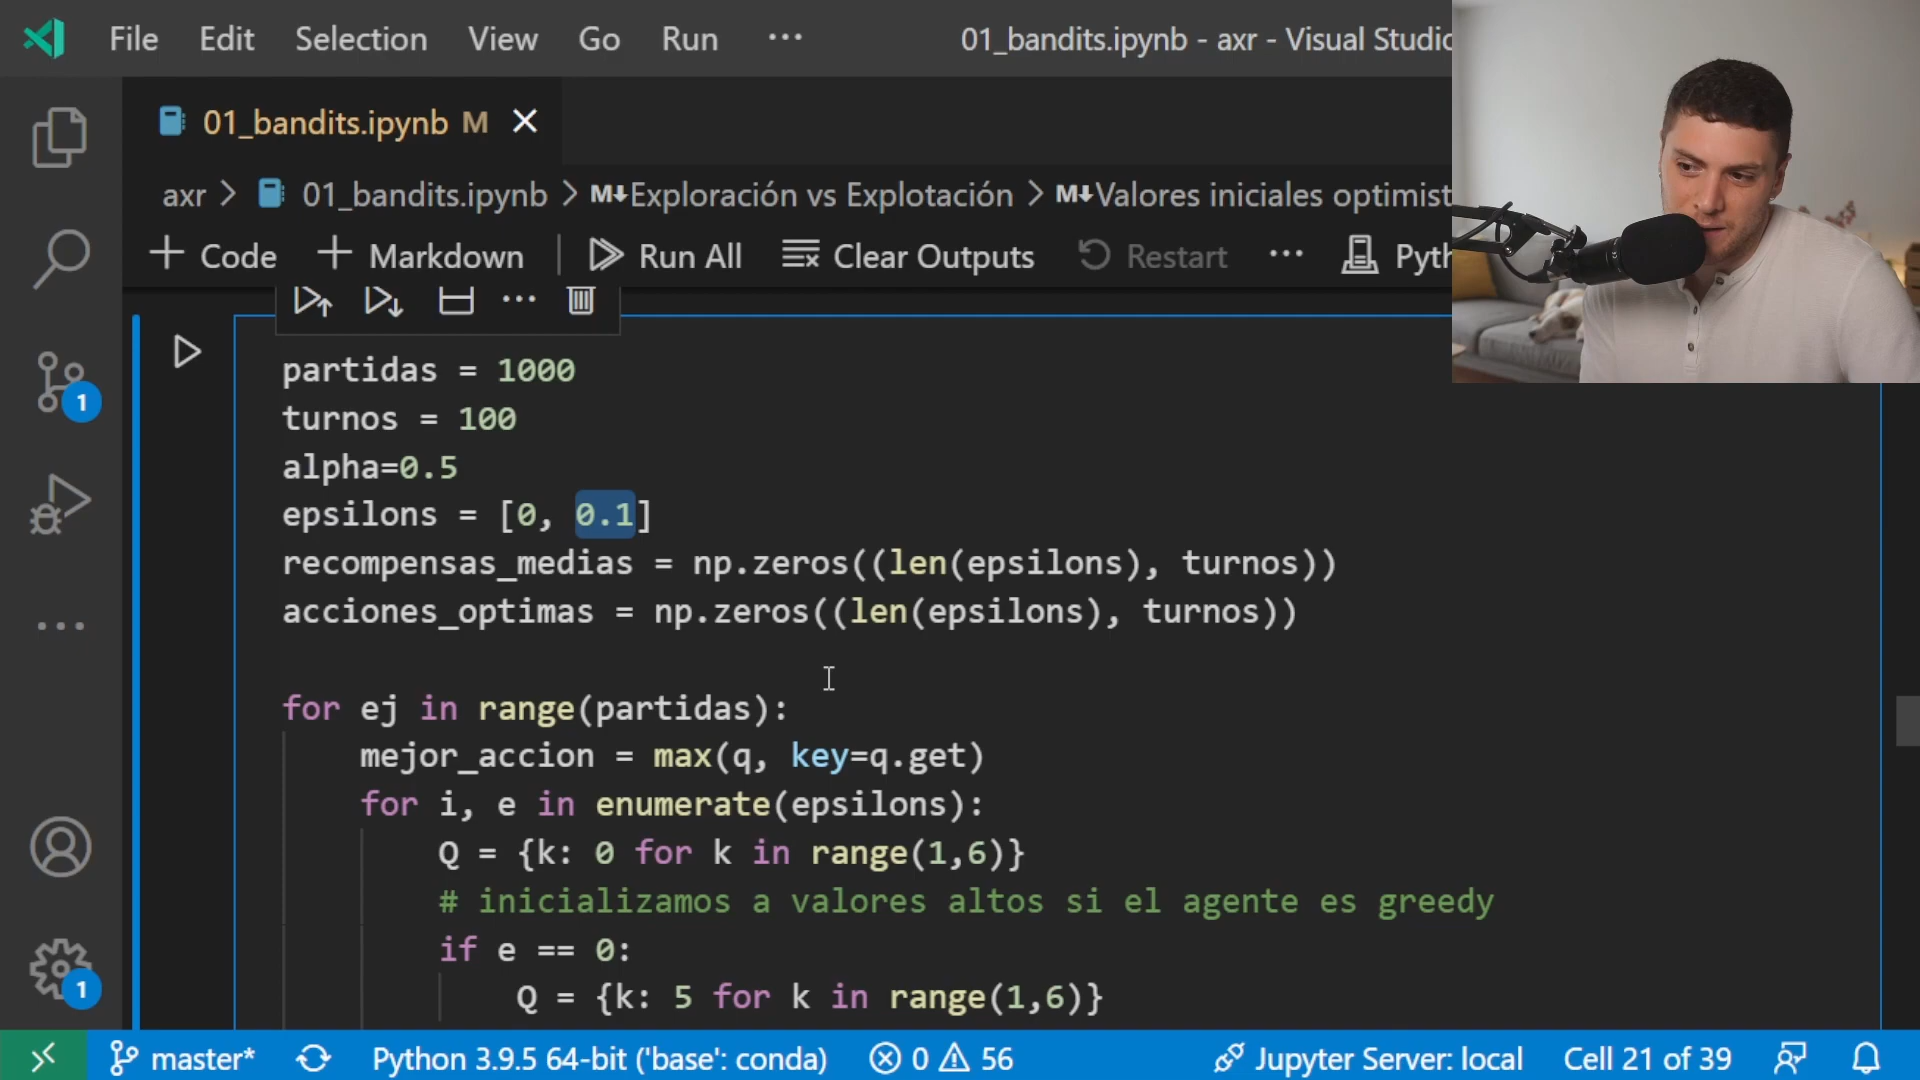 File Edit Selection View Go Run ··· 01_bandits.ipynb - axr - Visual Studio
01_bandits.ipynb M
axr > 01_bandits.ipynb > M↓Exploración vs Explotación > M↓Valores iniciales optimist
+ Code + Markdown Run All Clear Outputs Restart ··· Pyth
partidas = 1000
turnos = 100
alpha=0.5
epsilons = [0, 0.1]
recompensas_medias = np.zeros((len(epsilons), turnos))
acciones_optimas = np.zeros((len(epsilons), turnos))
for ej in range(partidas):
mejor_accion = max(q, key=q.get)
for i, e in enumerate(epsilons):
Q = {k: 0 for k in range(1,6)}
# inicializamos a valores altos si el agente es greedy
if e == 0:
Q = {k: 5 for k in range(1,6)}
1
1
master* Python 3.9.5 64-bit ('base': conda) 0 56 Jupyter Server: local Cell 21 of 39